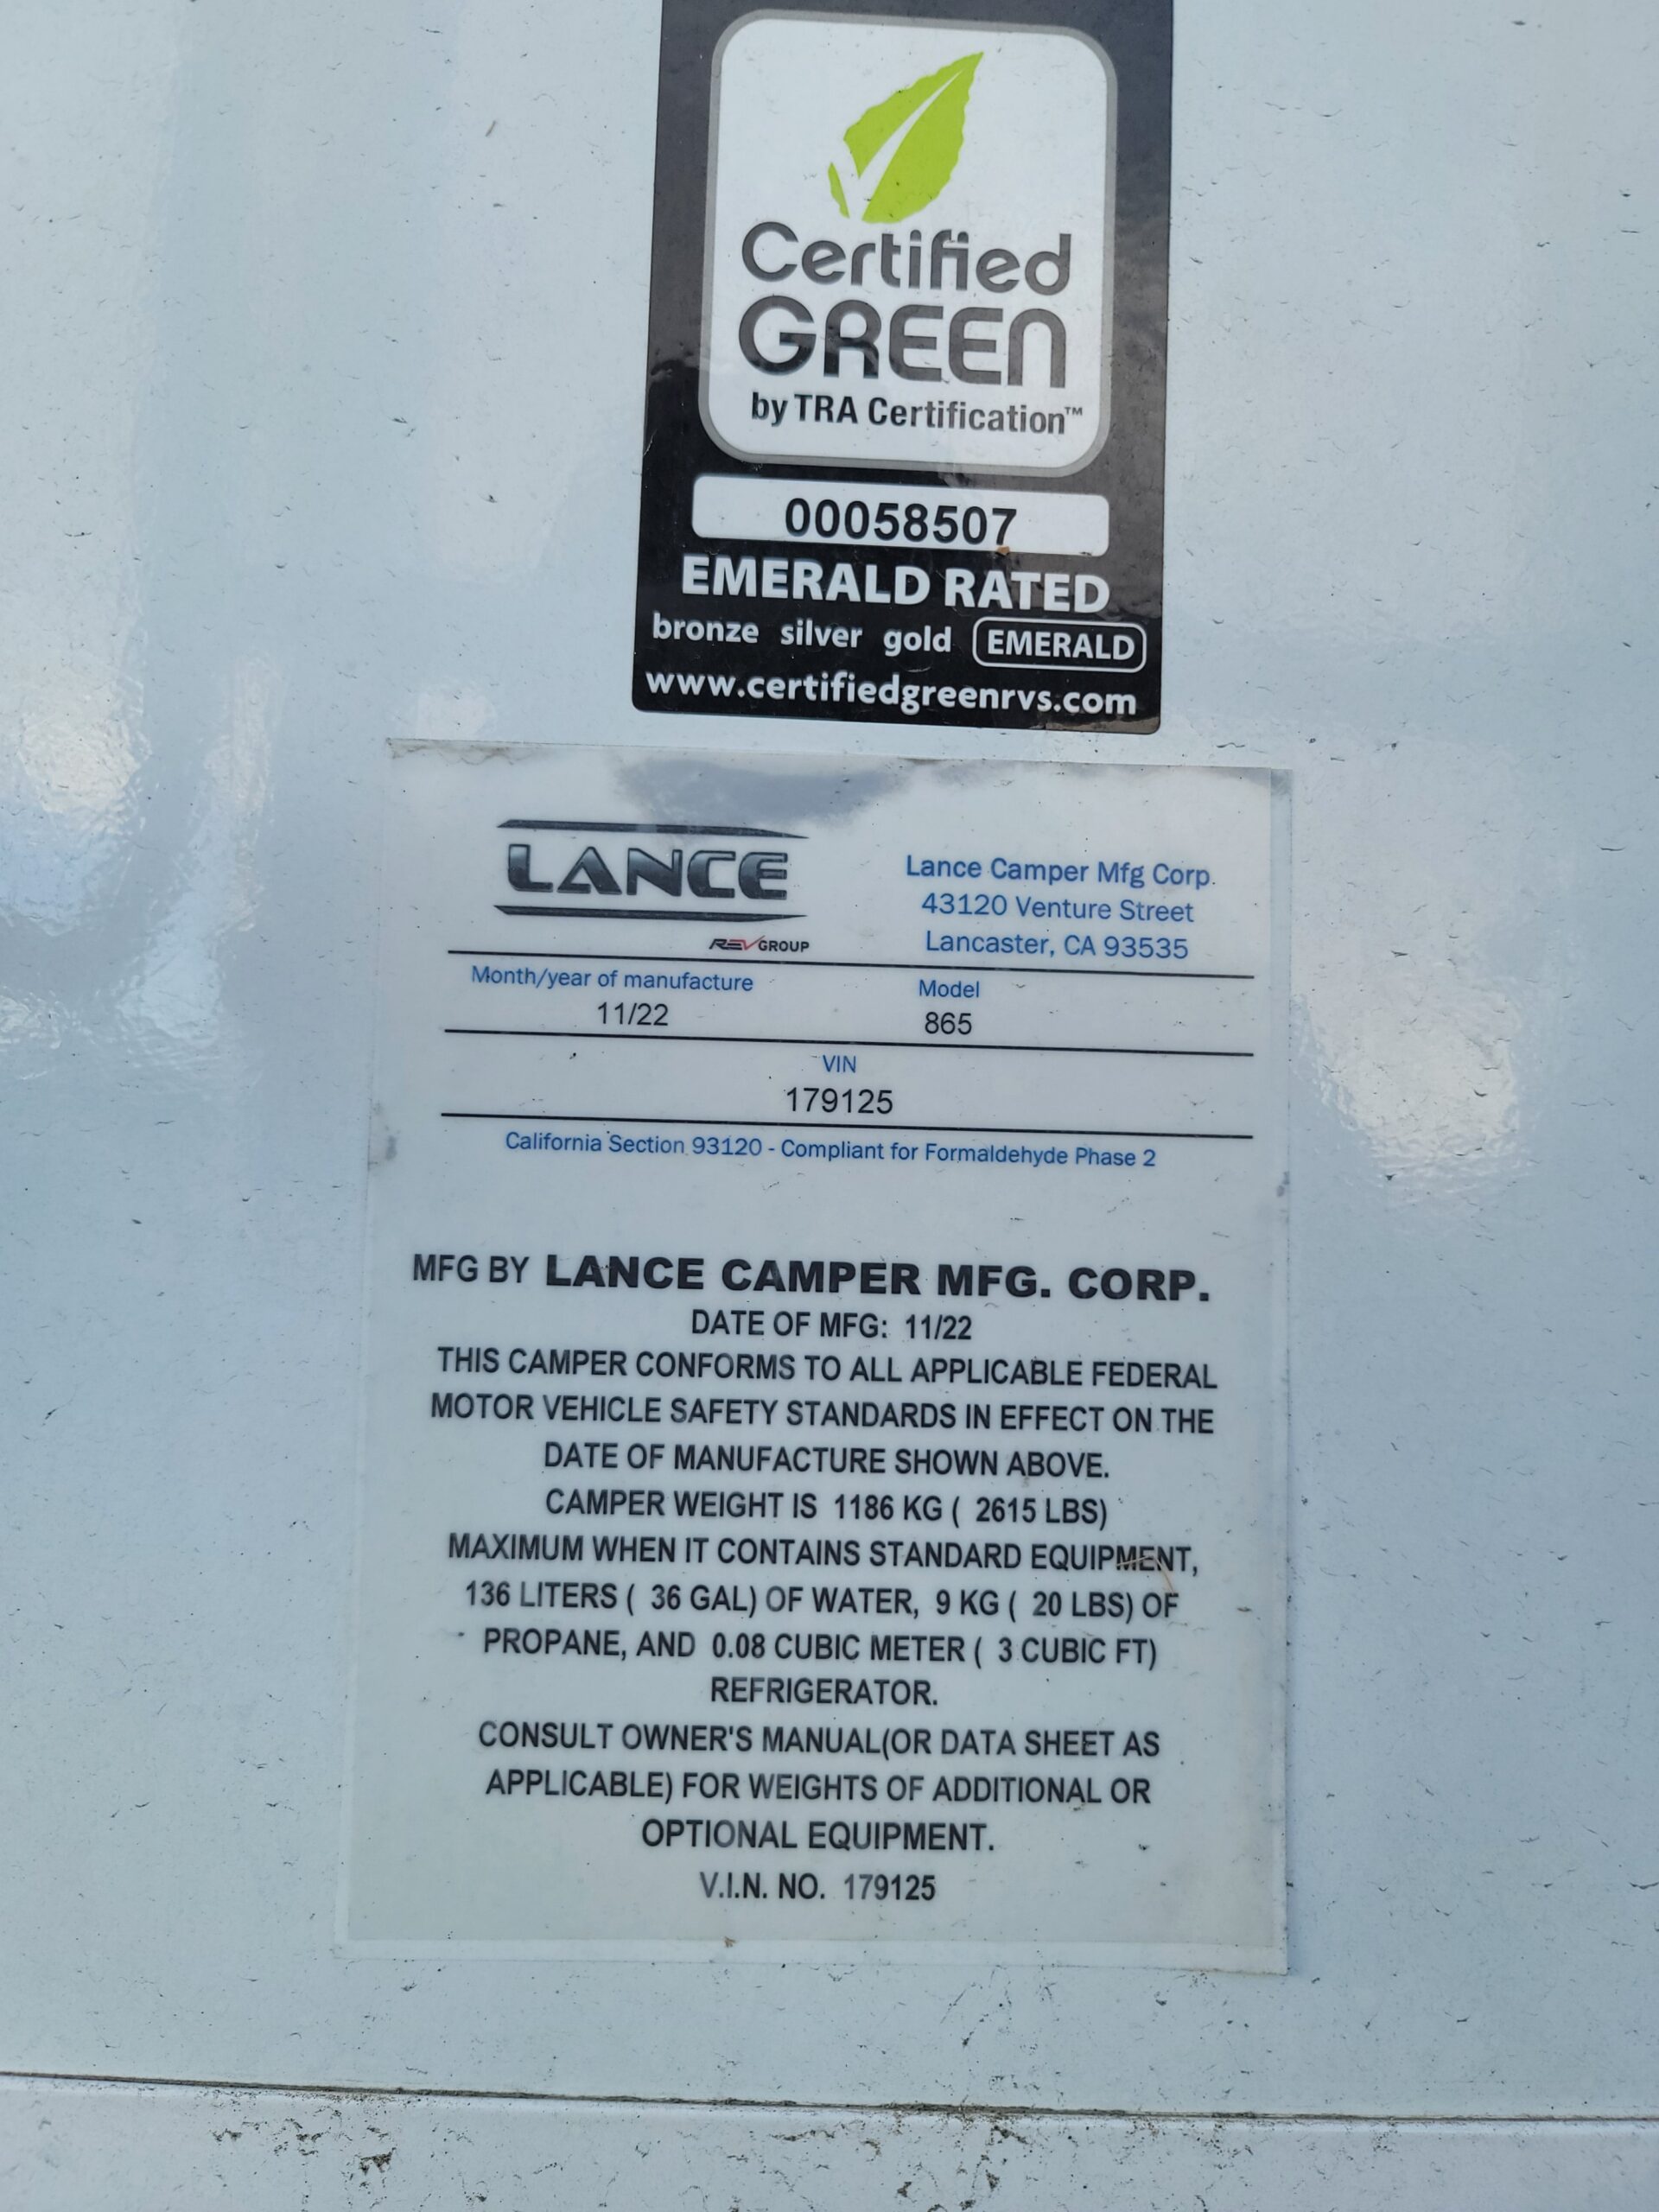 Certified
GREEN
by TRA Certification™
00058507
EMERALD RATED
bronze silver gold EMERALD
www.certifiedgreenrvs.com
LANCE
REV GROUP
Lance Camper Mfg Corp.
43120 Venture Street
Lancaster, CA 93535
Month/year of manufacture Model
11/22 865
VIN
179125
California Section 93120 - Compliant for Formaldehyde Phase 2
MFG BY LANCE CAMPER MFG. CORP.
DATE OF MFG: 11/22
THIS CAMPER CONFORMS TO ALL APPLICABLE FEDERAL
MOTOR VEHICLE SAFETY STANDARDS IN EFFECT ON THE
DATE OF MANUFACTURE SHOWN ABOVE.
CAMPER WEIGHT IS 1186 KG ( 2615 LBS)
MAXIMUM WHEN IT CONTAINS STANDARD EQUIPMENT,
136 LITERS ( 36 GAL) OF WATER, 9 KG ( 20 LBS) OF
PROPANE, AND 0.08 CUBIC METER ( 3 CUBIC FT)
REFRIGERATOR.
CONSULT OWNER'S MANUAL(OR DATA SHEET AS
APPLICABLE) FOR WEIGHTS OF ADDITIONAL OR
OPTIONAL EQUIPMENT.
V.I.N. NO. 179125